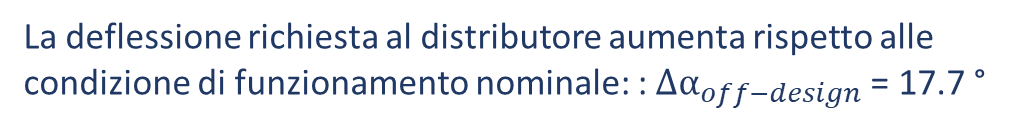 La deflessione richiesta al distributore aumenta rispetto alle
condizione di funzionamento nominale: : Δα_{off−design} = 17.7 °